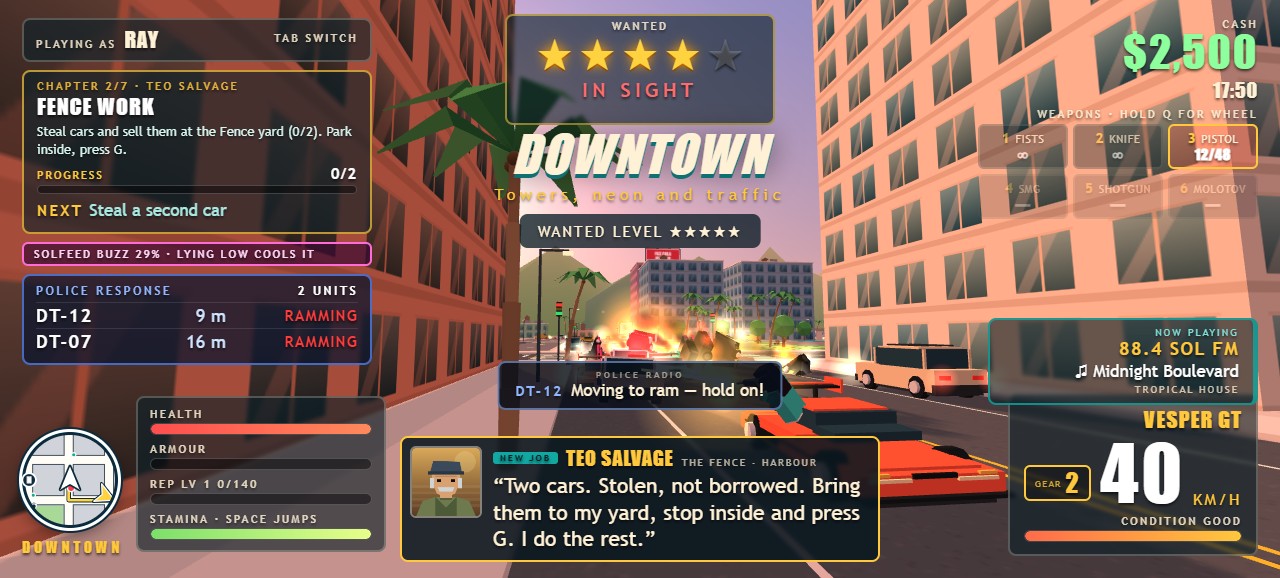 PLAYING AS RAY TAB SWITCH
CHAPTER 2/7 · TEO SALVAGE
FENCE WORK
Steal cars and sell them at the Fence yard (0/2). Park
inside, press G.
PROGRESS 0/2
NEXT Steal a second car
SOLFEED BUZZ 29% · LYING LOW COOLS IT
POLICE RESPONSE 2 UNITS
DT-12 9 m RAMMING
DT-07 16 m RAMMING
HEALTH
ARMOUR
REP LV 1 0/140
STAMINA · SPACE JUMPS
DOWNTOWN
WANTED
★★★★★
IN SIGHT
DOWNTOWN
Towers, neon and traffic
WANTED LEVEL ★★★★★
POLICE RADIO
DT-12 Moving to ram — hold on!
NEW JOB TEO SALVAGE THE FENCE · HARBOUR
“Two cars. Stolen, not borrowed. Bring
them to my yard, stop inside and press
G. I do the rest.”
CASH
$2,500
17:50
WEAPONS · HOLD Q FOR WHEEL
1 FISTS 2 KNIFE 3 PISTOL
∞ ∞ 12/48
4 SMG 5 SHOTGUN 6 MOLOTOV
— — —
NOW PLAYING
88.4 SOL FM
♫ Midnight Boulevard
TROPICAL HOUSE
VESPER GT
GEAR 2 40 KM/H
CONDITION GOOD